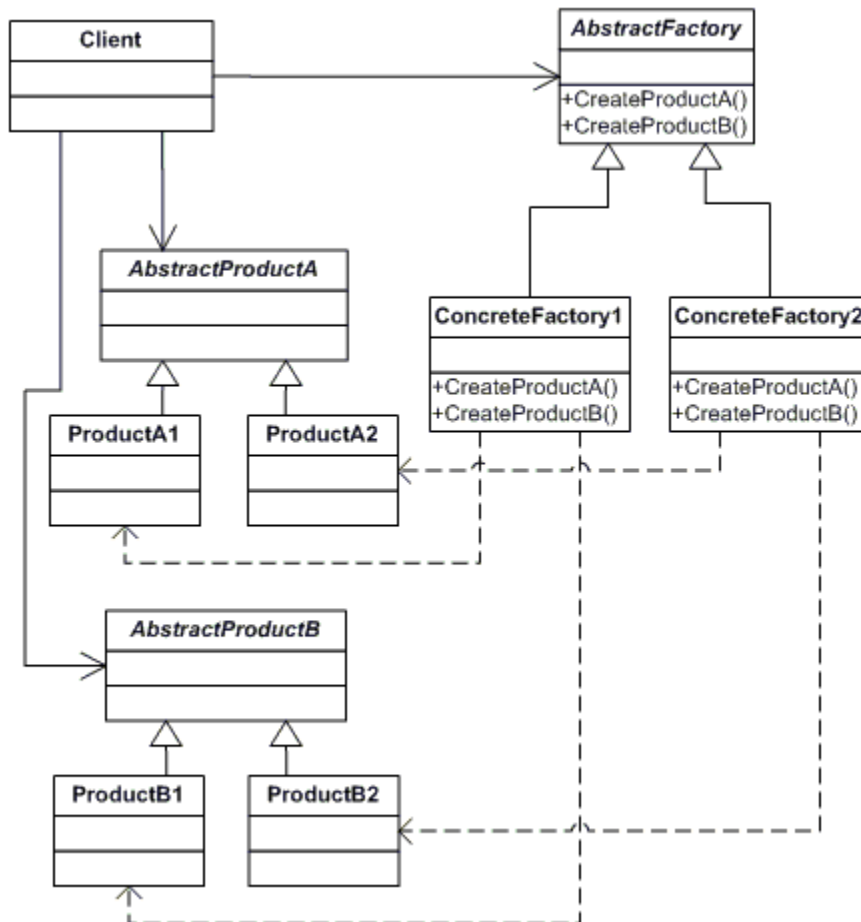 Client
AbstractFactory
+CreateProductA()
+CreateProductB()
AbstractProductA
ConcreteFactory1
+CreateProductA()
+CreateProductB()
ConcreteFactory2
+CreateProductA()
+CreateProductB()
ProductA1
ProductA2
AbstractProductB
ProductB1
ProductB2